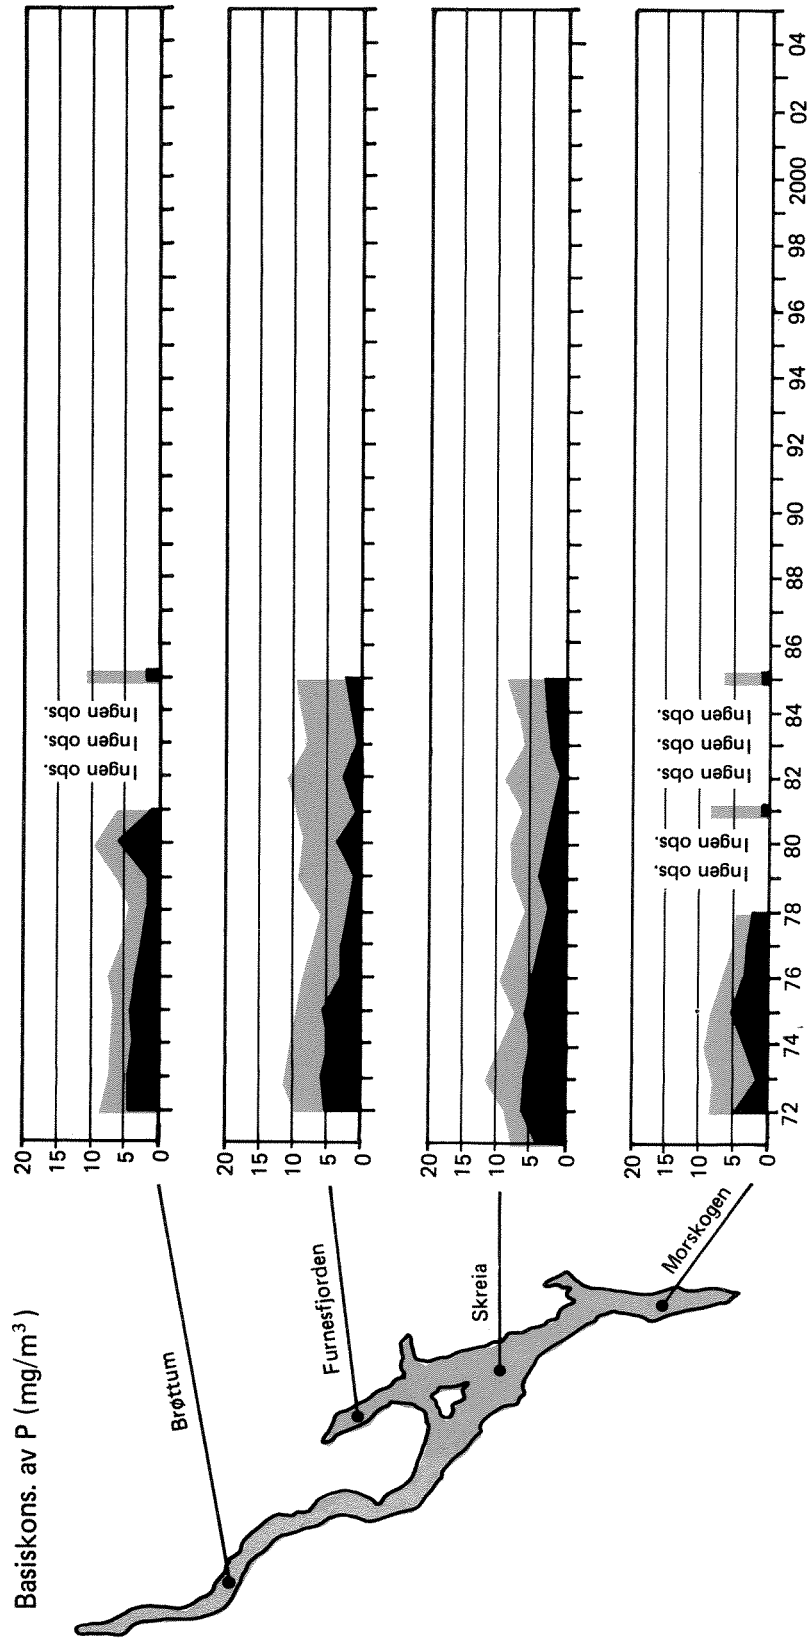 Basiskons. av P (mg/m³)
Brøttum
20
15
10
5
0
Ingen obs.
Ingen obs.
Ingen obs.
Furnesfjorden
20
15
10
5
0
Skreia
20
15
10
5
0
Morskogen
20
15
10
5
0
Ingen obs.
Ingen obs.
Ingen obs.
Ingen obs.
Ingen obs.
72 74 76 78 80 82 84 86 88 90 92 94 96 98 2000 02 04